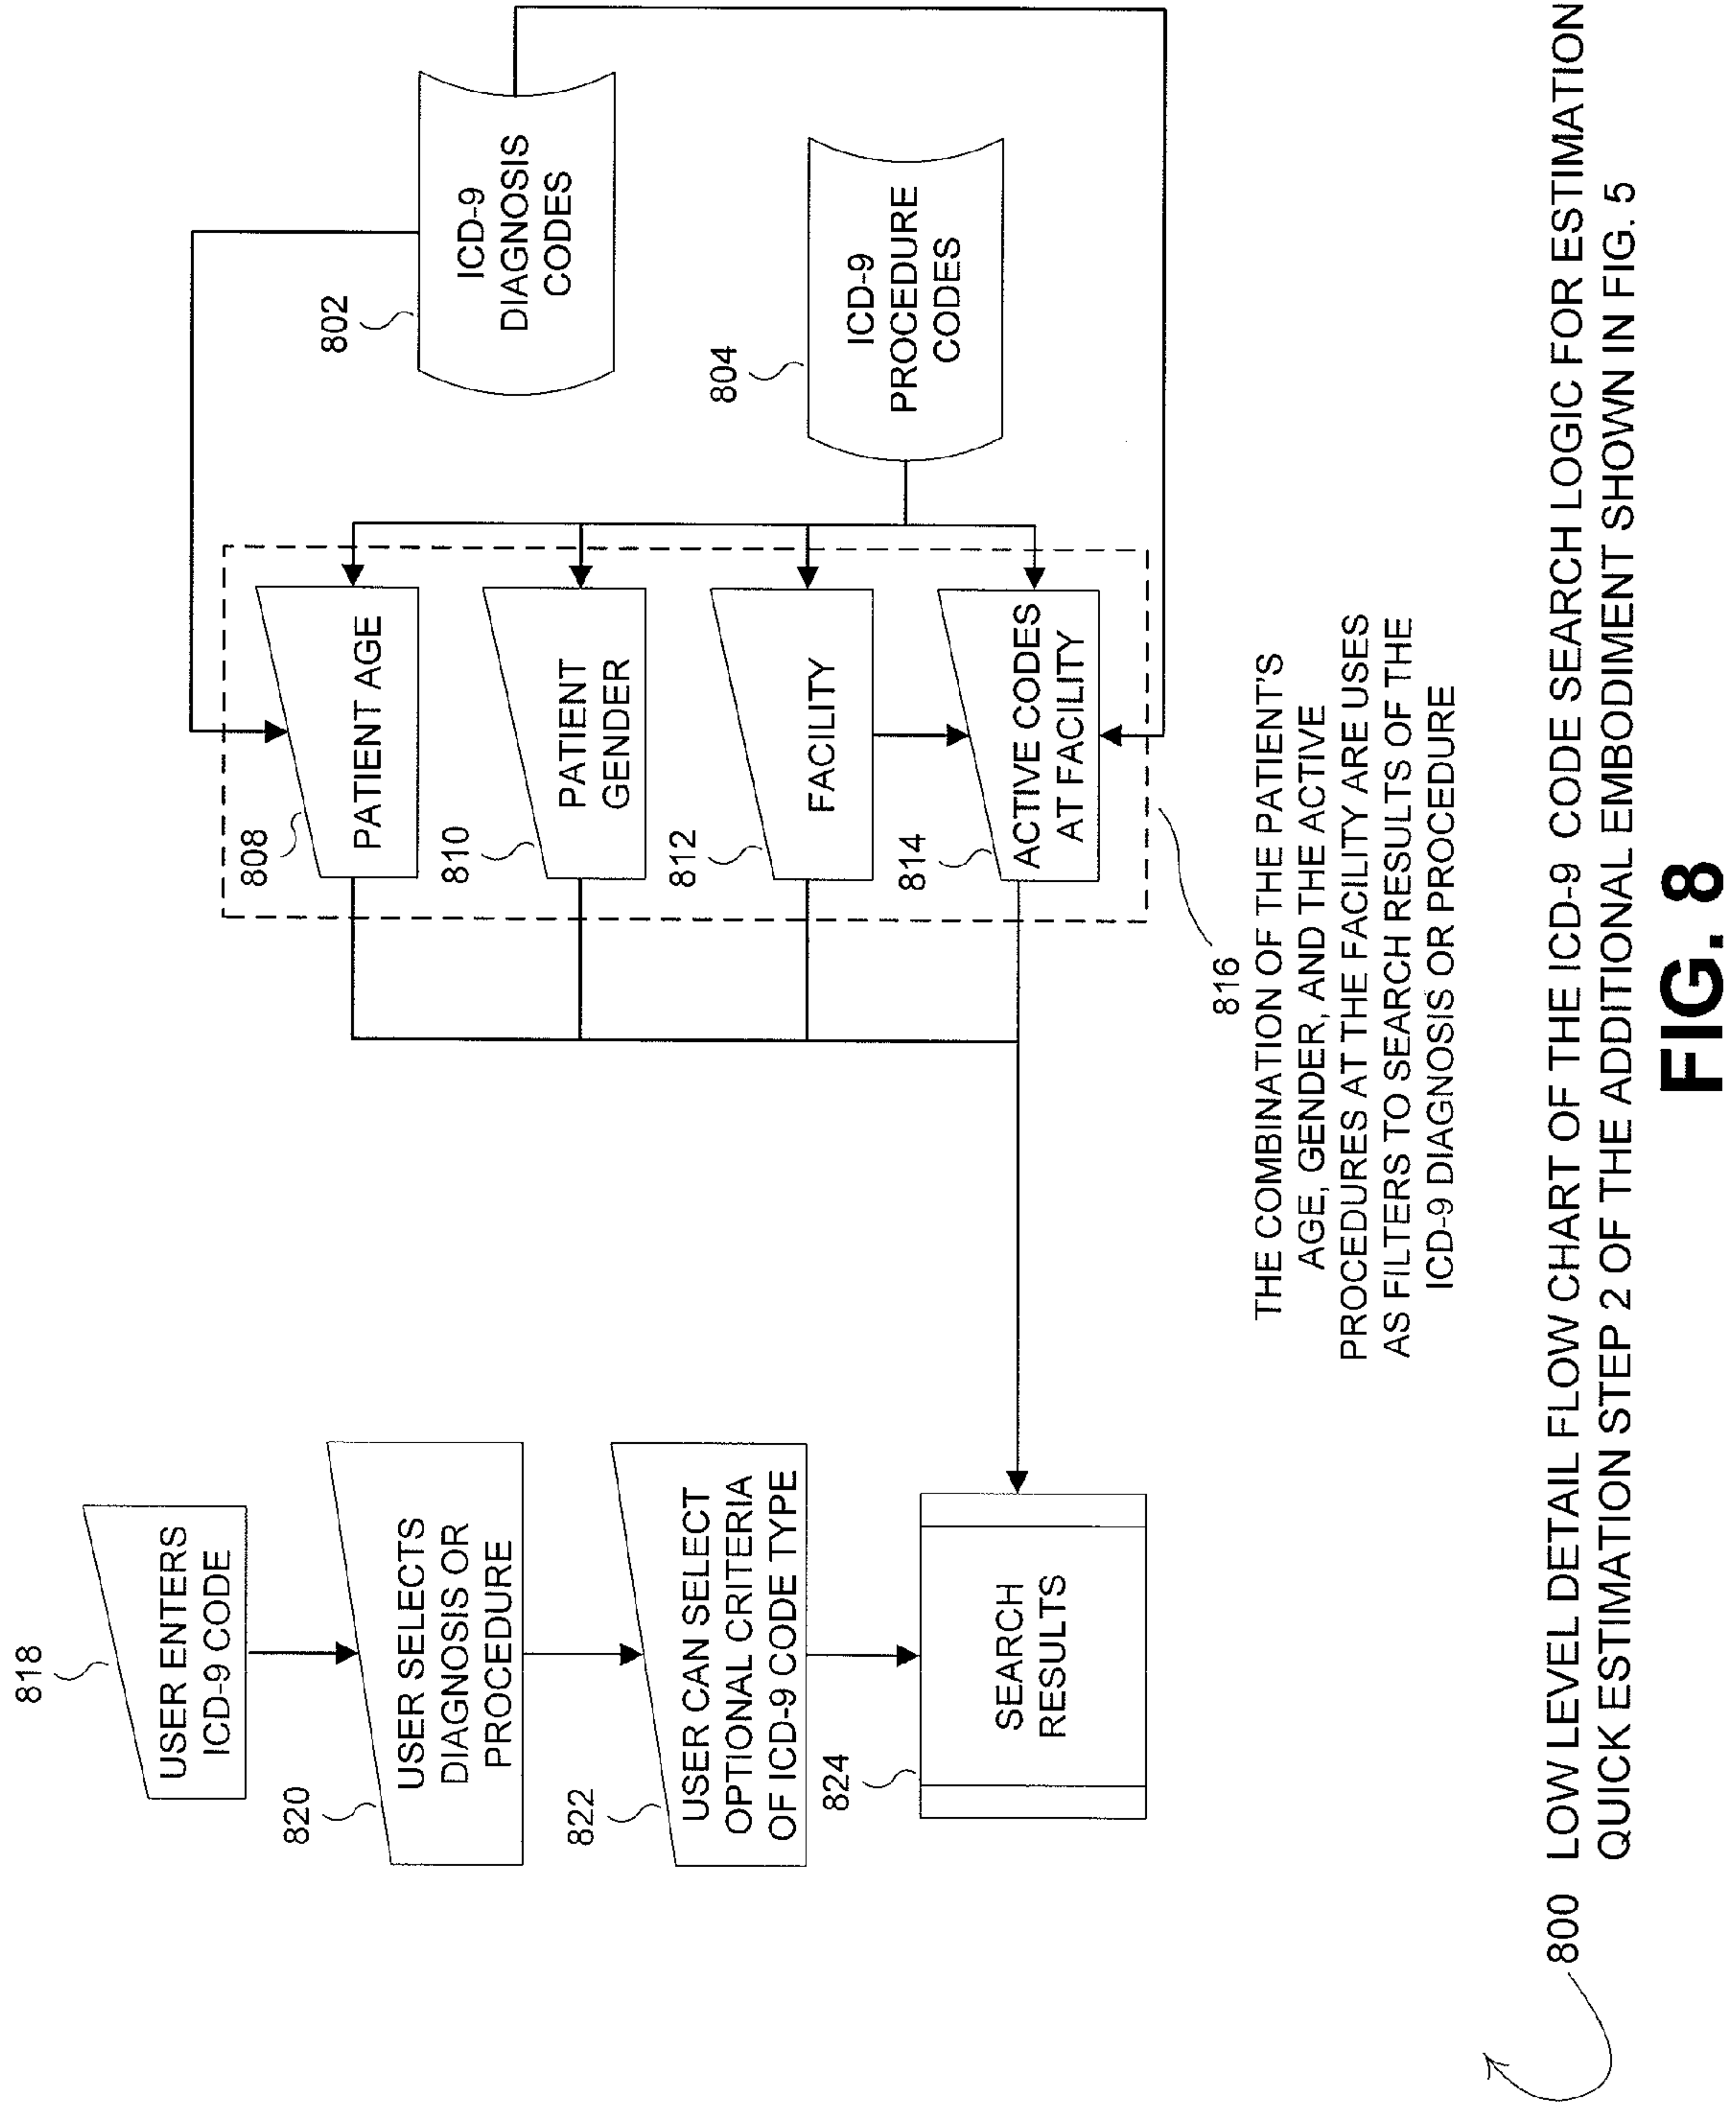 818
USER ENTERS
ICD-9 CODE
820
USER SELECTS
DIAGNOSIS OR
PROCEDURE
822
USER CAN SELECT
OPTIONAL CRITERIA
OF ICD-9 CODE TYPE
824
SEARCH
RESULTS
808
PATIENT AGE
810
PATIENT
GENDER
812
FACILITY
814
ACTIVE CODES
AT FACILITY
802
ICD-9
DIAGNOSIS
CODES
804
ICD-9
PROCEDURE
CODES
816
THE COMBINATION OF THE PATIENT'S
AGE, GENDER, AND THE ACTIVE
PROCEDURES AT THE FACILITY ARE USES
AS FILTERS TO SEARCH RESULTS OF THE
ICD-9 DIAGNOSIS OR PROCEDURE
800 LOW LEVEL DETAIL FLOW CHART OF THE ICD-9 CODE SEARCH LOGIC FOR ESTIMATION
QUICK ESTIMATION STEP 2 OF THE ADDITIONAL EMBODIMENT SHOWN IN FIG. 5
FIG. 8